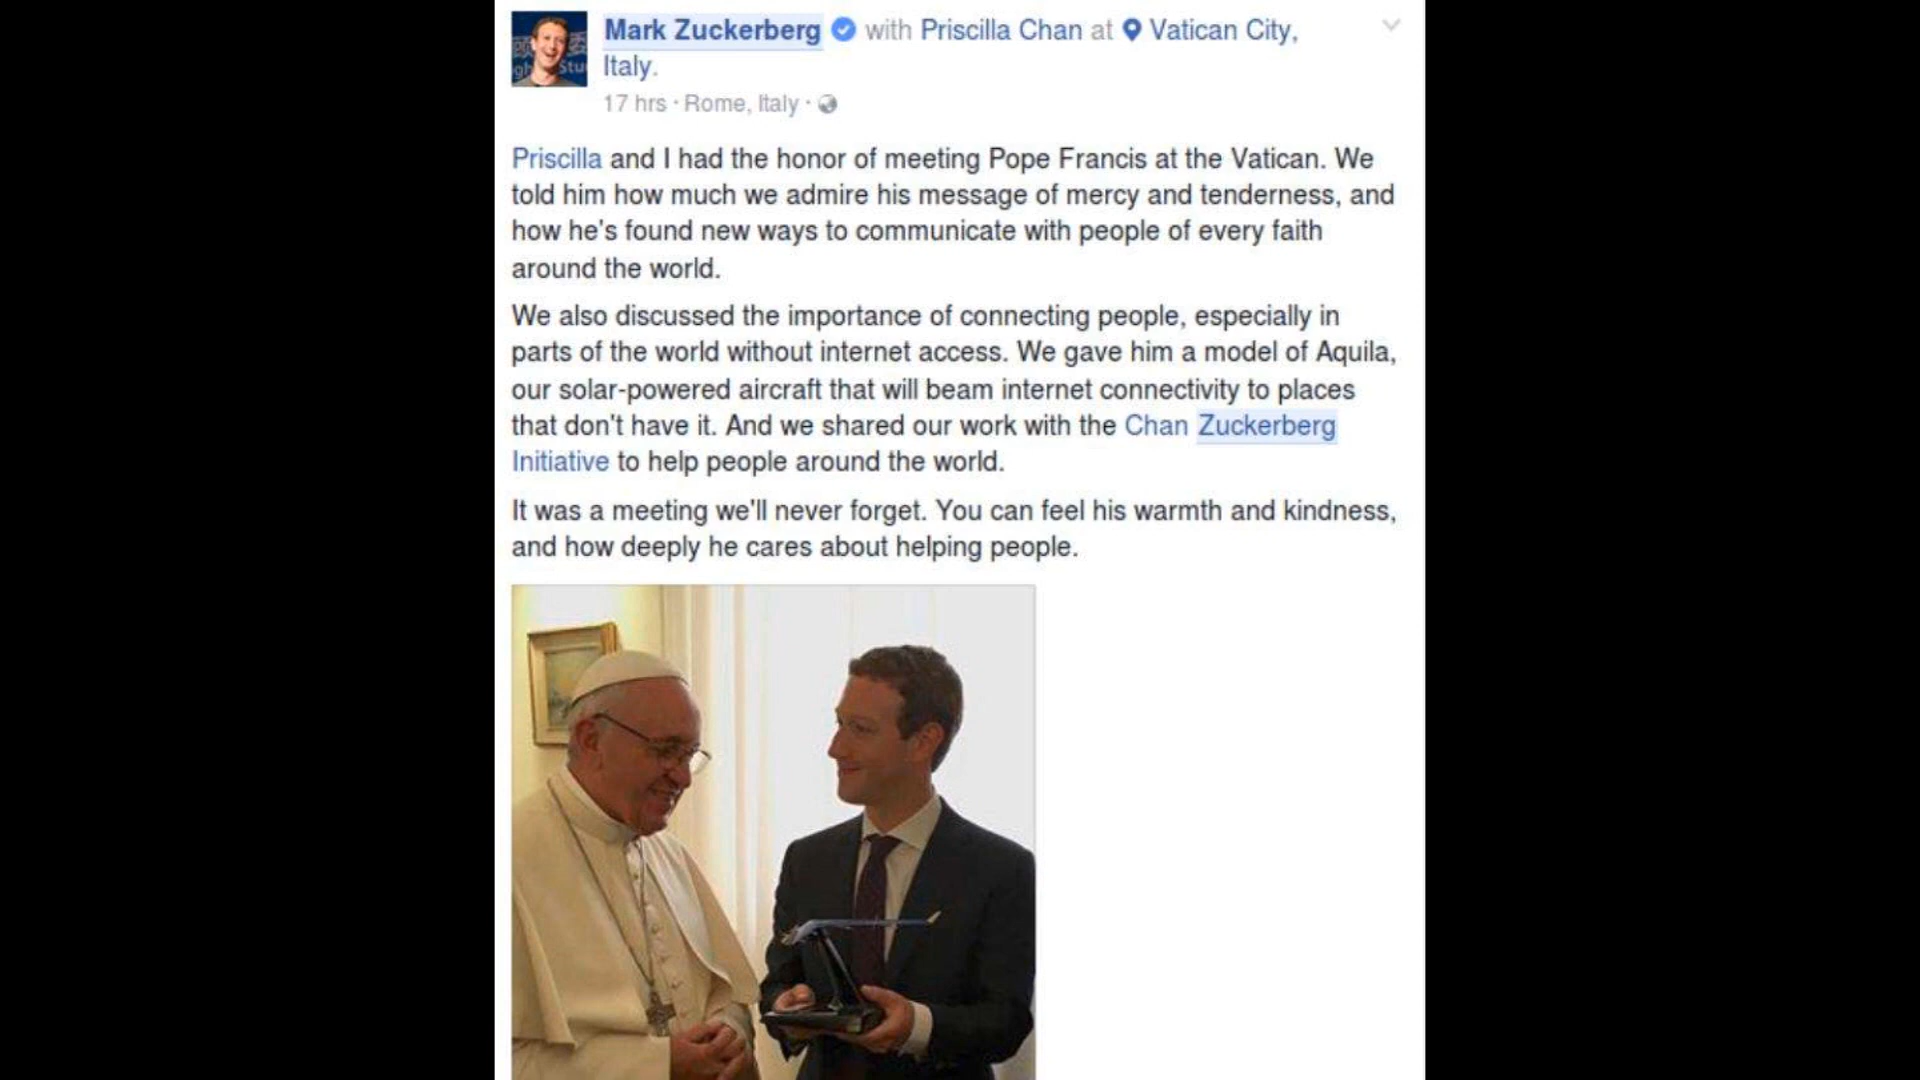 Mark Zuckerberg with Priscilla Chan at Vatican City,
Italy.
17 hrs · Rome, Italy ·
Priscilla and I had the honor of meeting Pope Francis at the Vatican. We
told him how much we admire his message of mercy and tenderness, and
how he's found new ways to communicate with people of every faith
around the world.
We also discussed the importance of connecting people, especially in
parts of the world without internet access. We gave him a model of Aquila,
our solar-powered aircraft that will beam internet connectivity to places
that don't have it. And we shared our work with the Chan Zuckerberg
Initiative to help people around the world.
It was a meeting we'll never forget. You can feel his warmth and kindness,
and how deeply he cares about helping people.